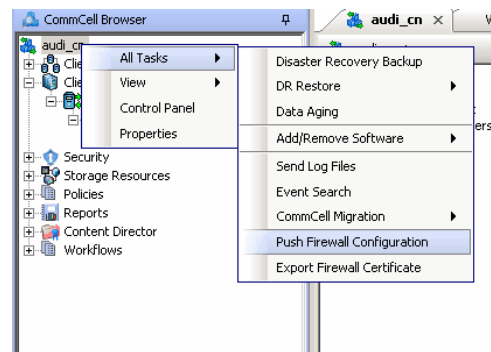 CommCell Browser
audi_cn
audi_cn
All Tasks
View
Control Panel
Properties
Disaster Recovery Backup
DR Restore
Data Aging
Add/Remove Software
Send Log Files
Event Search
CommCell Migration
Push Firewall Configuration
Export Firewall Certificate
Security
Storage Resources
Policies
Reports
Content Director
Workflows